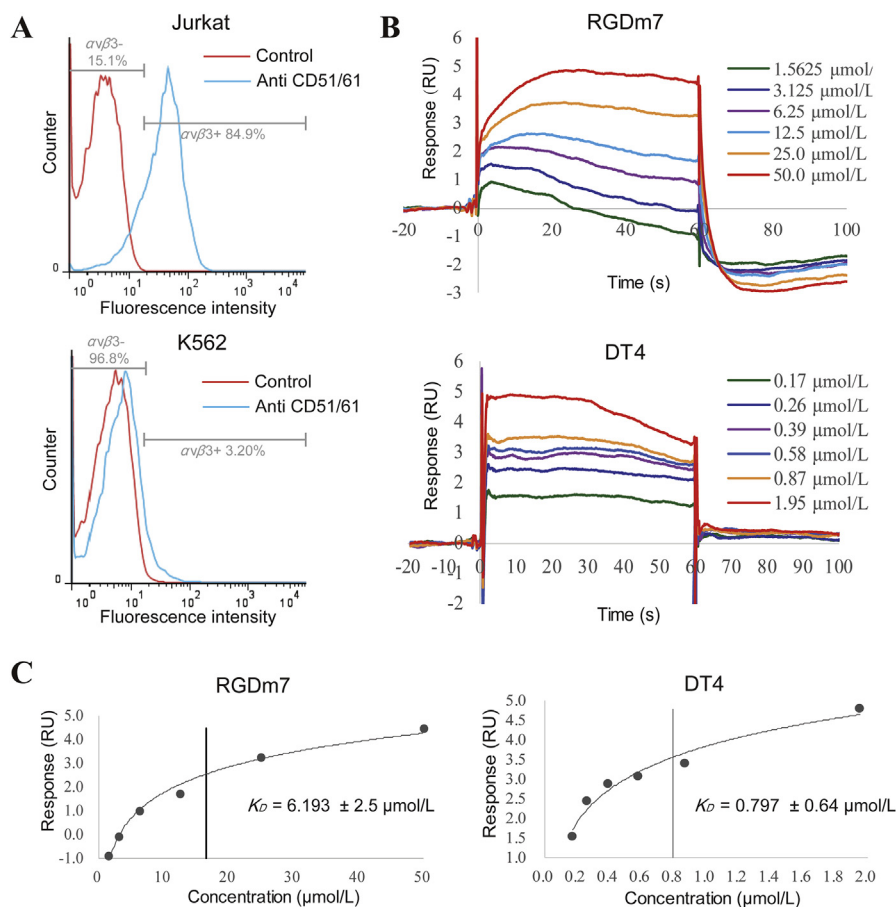 A
Jurkat
αvβ3-
15.1%
Control
Anti CD51/61
αvβ3+ 84.9%
Counter
0
10⁰ 10¹ 10² 10³ 10⁴
Fluorescence intensity
K562
αvβ3-
96.8%
Control
Anti CD51/61
αvβ3+ 3.20%
Counter
0
10⁰ 10¹ 10² 10³ 10⁴
Fluorescence intensity
B
RGDm7
Response (RU)
6
5
4
3
2
1
0
-1
-2
-3
-20 0 20 40 60 80 100
Time (s)
1.5625 μmol/
3.125 μmol/L
6.25 μmol/L
12.5 μmol/L
25.0 μmol/L
50.0 μmol/L
DT4
Response (RU)
6
5
4
3
2
1
0
-1
-2
-20 -10 0 10 20 30 40 50 60 70 80 90 100
Time (s)
0.17 μmol/L
0.26 μmol/L
0.39 μmol/L
0.58 μmol/L
0.87 μmol/L
1.95 μmol/L
C
RGDm7
Response (RU)
5.0
4.0
3.0
2.0
1.0
0.0
-1.0
K_D = 6.193 ± 2.5 μmol/L
0 10 20 30 40 50
Concentration (μmol/L)
DT4
Response (RU)
5.0
4.5
4.0
3.5
3.0
2.5
2.0
1.5
1.0
K_D = 0.797 ± 0.64 μmol/L
0.0 0.2 0.4 0.6 0.8 1.0 1.2 1.4 1.6 1.8 2.0
Concentration (μmol/L)